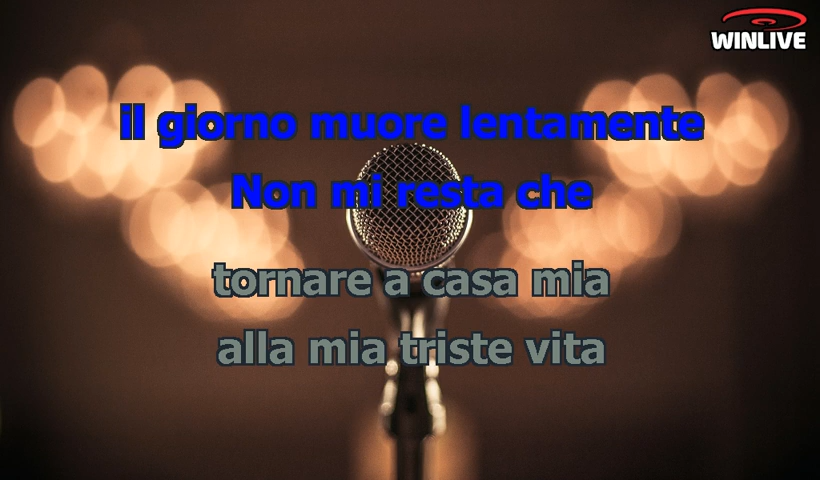 WINLIVE
il giorno muore lentamente
Non mi resta che
tornare a casa mia
alla mia triste vita